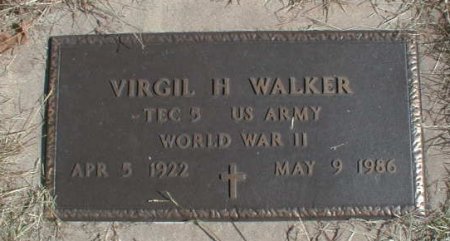 VIRGIL H WALKER
TEC 5 US ARMY
WORLD WAR II
APR 5 1922 MAY 9 1986